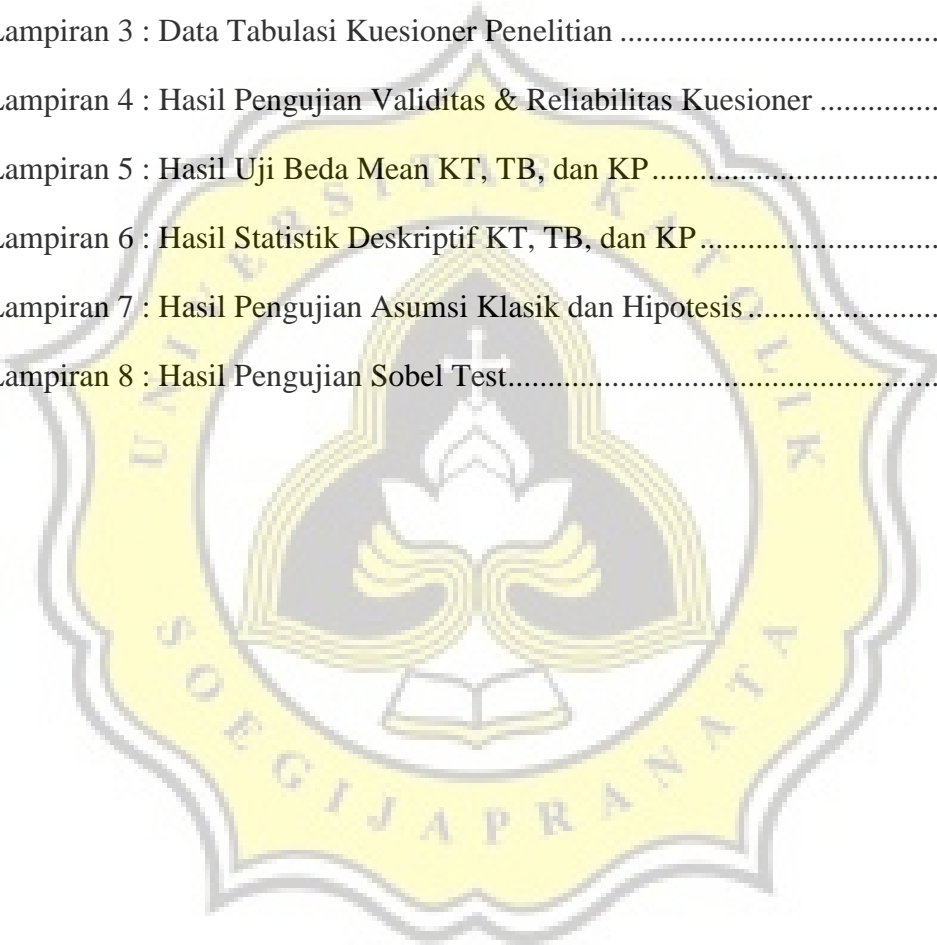 Lampiran 3 : Data Tabulasi Kuesioner Penelitian ........................................
Lampiran 4 : Hasil Pengujian Validitas & Reliabilitas Kuesioner ...............
Lampiran 5 : Hasil Uji Beda Mean KT, TB, dan KP....................................
Lampiran 6 : Hasil Statistik Deskriptif KT, TB, dan KP..............................
Lampiran 7 : Hasil Pengujian Asumsi Klasik dan Hipotesis........................
Lampiran 8 : Hasil Pengujian Sobel Test......................................................
UNIVERSITAS KATOLIK
SOEGIJAPRANATA